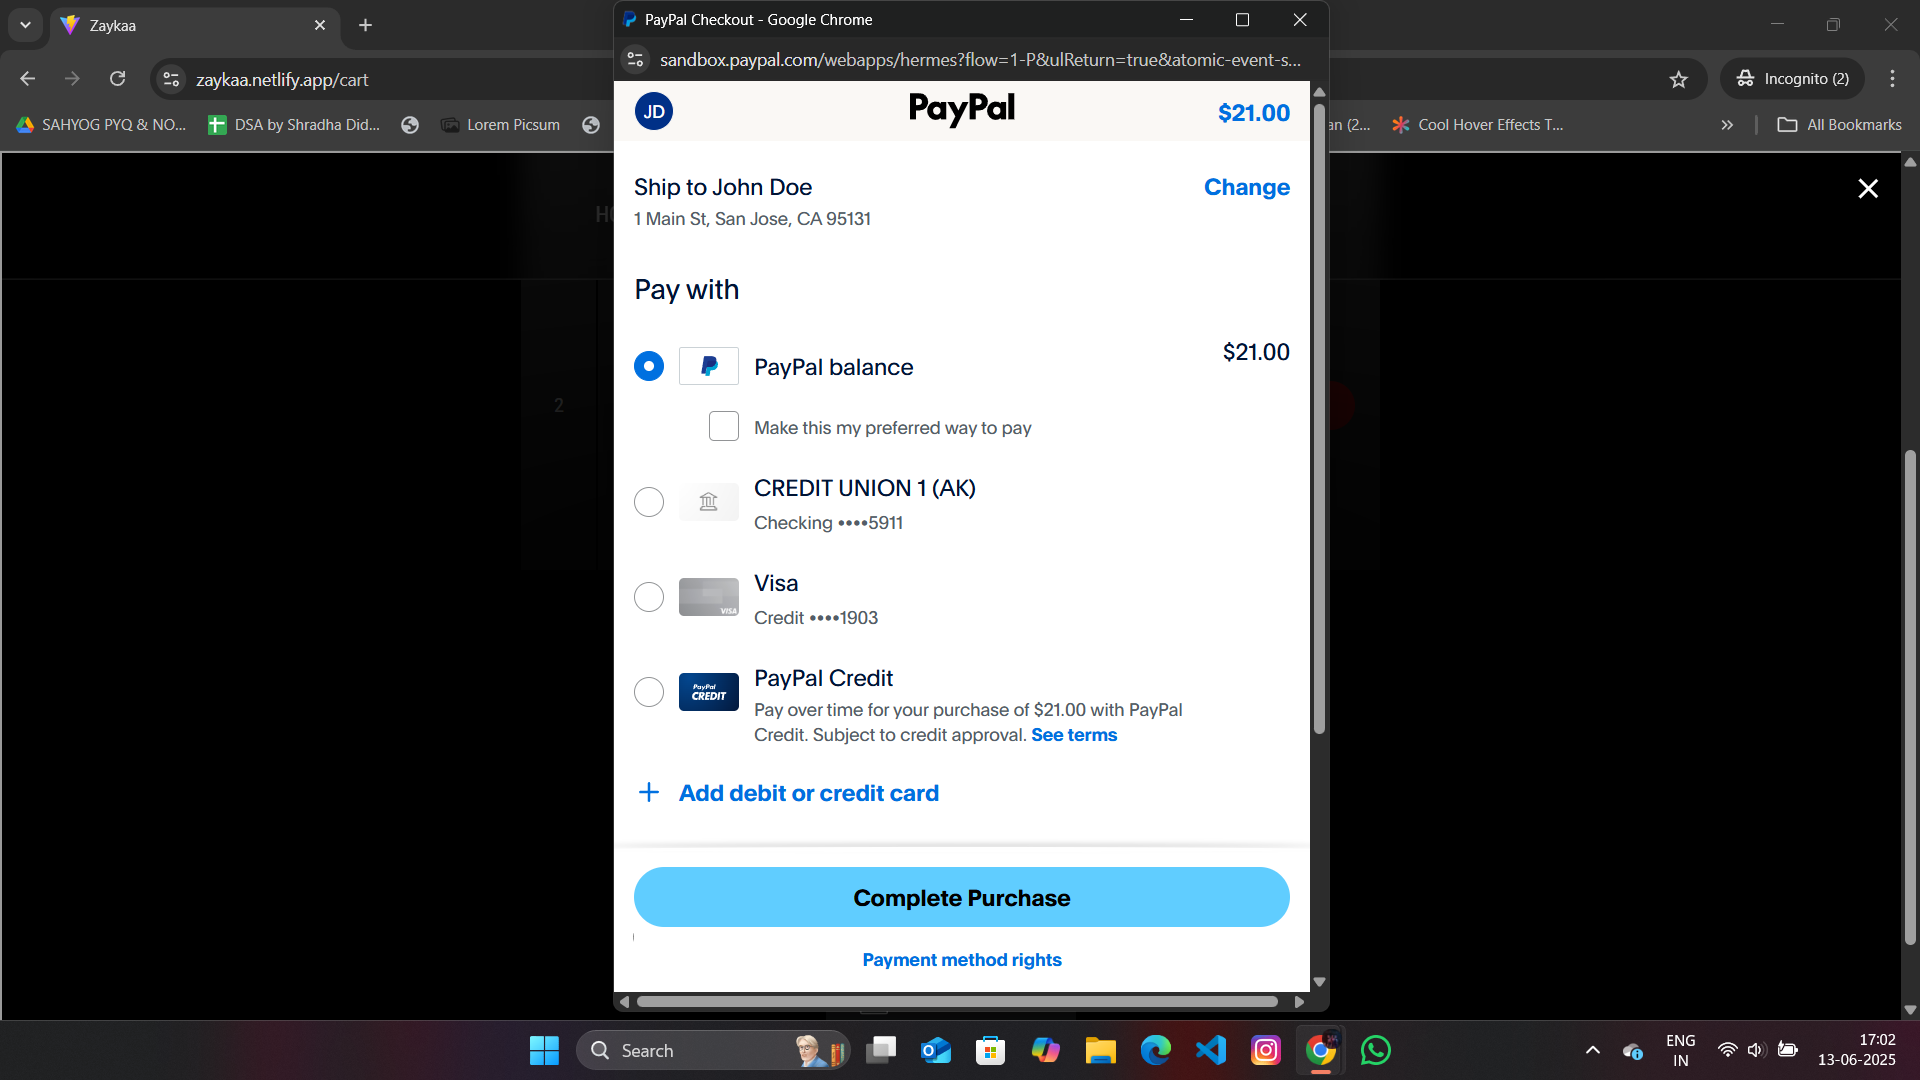 Zaykaa
PayPal Checkout - Google Chrome
zaykaa.netlify.app/cart
sandbox.paypal.com/webapps/hermes?flow=1-P&ulReturn=true&atomic-event-s...
Incognito (2)
SAHYOG PYQ & NO...
DSA by Shradha Did...
Lorem Picsum
an (2...
Cool Hover Effects T...
All Bookmarks
JD
PayPal
$21.00
Ship to John Doe
Change
1 Main St, San Jose, CA 95131
Pay with
PayPal balance
$21.00
2
Make this my preferred way to pay
CREDIT UNION 1 (AK)
Checking ••••5911
Visa
VISA
Credit ••••1903
PayPal Credit
PayPal
CREDIT
Pay over time for your purchase of $21.00 with PayPal
Credit. Subject to credit approval. See terms
Add debit or credit card
Complete Purchase
Payment method rights
Search
ENG
IN
17:02
13-06-2025